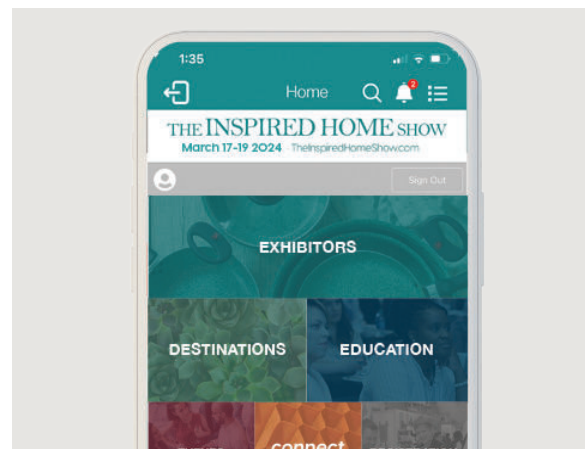 1:35
Home
2
THE INSPIRED HOME SHOW
March 17-19 2024 TheInspiredHomeShow.com
Sign Out
EXHIBITORS
DESTINATIONS EDUCATION
connect